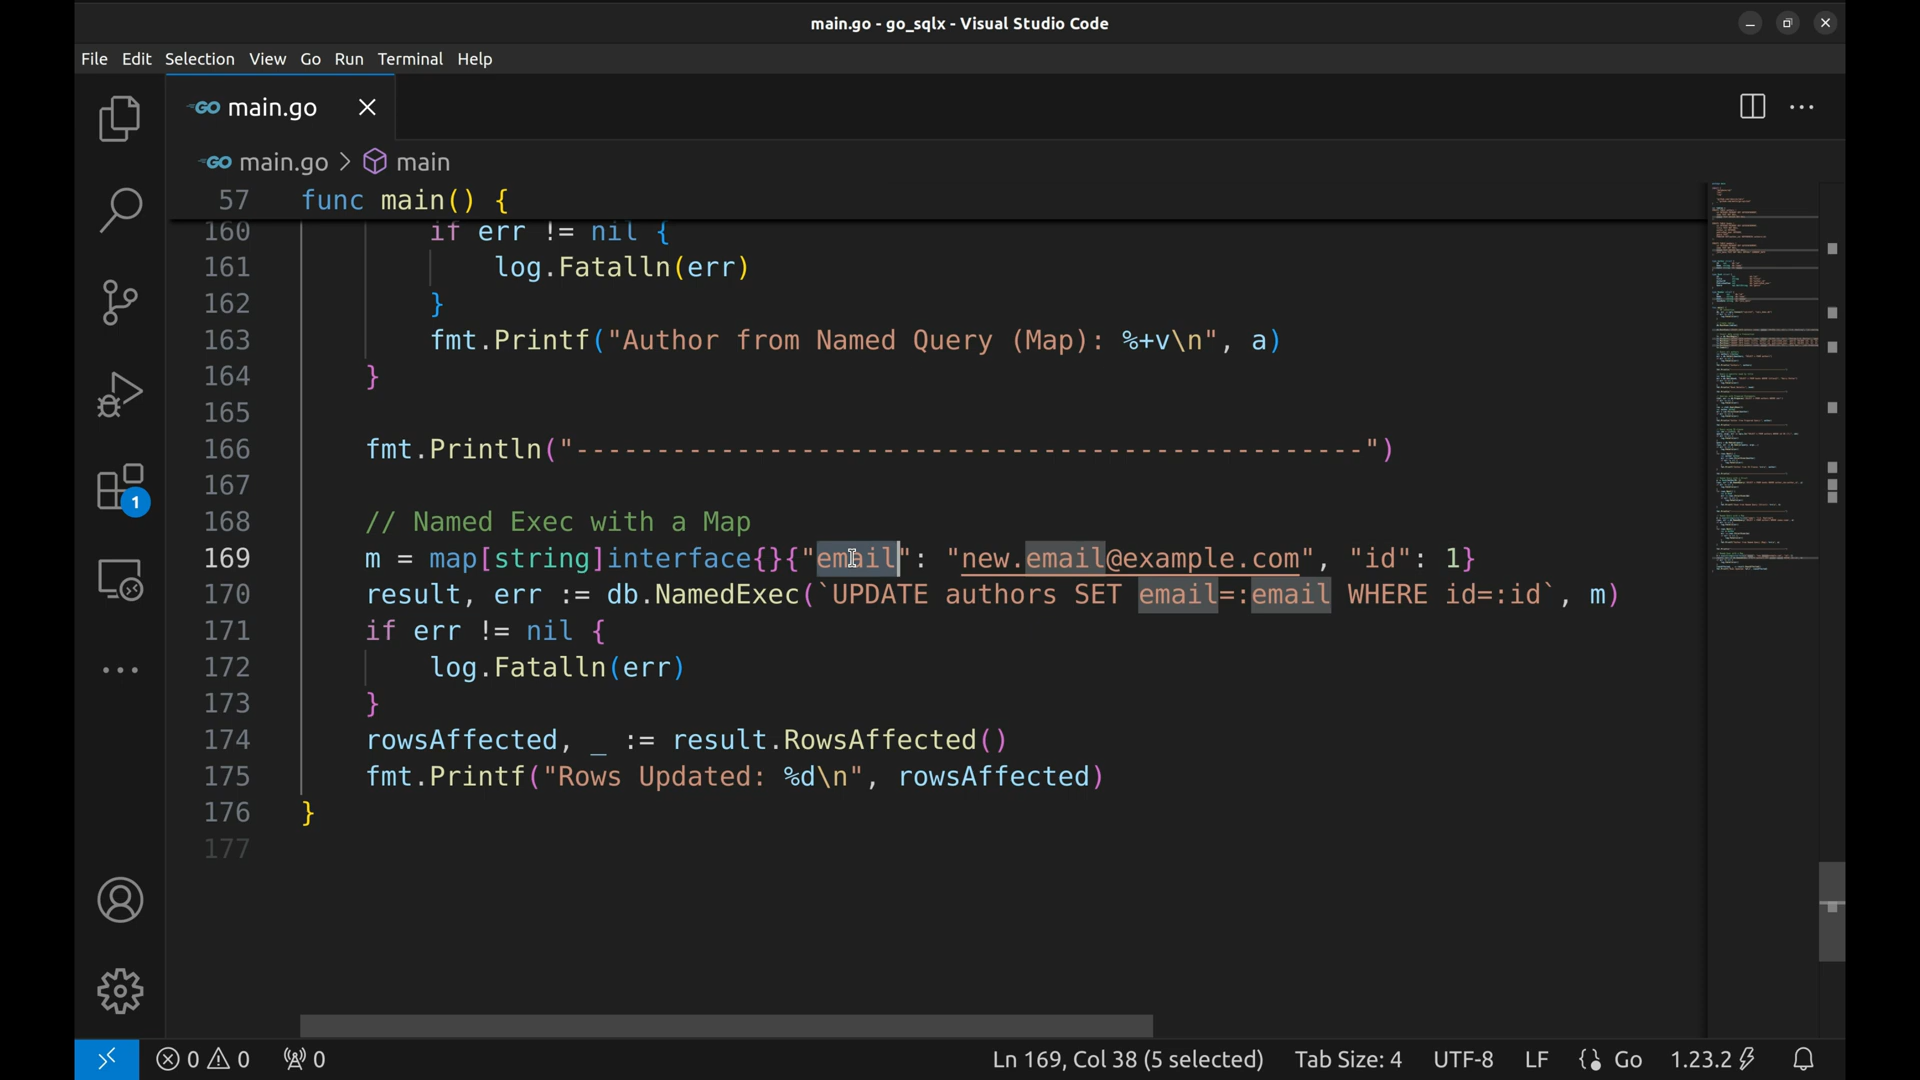 main.go - go_sqlx - Visual Studio Code
File Edit Selection View Go Run Terminal Help
GO main.go
GO main.go > main
57 func main() {
160 if err != nil {
161 log.Fatalln(err)
162 }
163 fmt.Printf("Author from Named Query (Map): %+v\n", a)
164 }
165
166 fmt.Println("-------------------------------------------------")
167
168 // Named Exec with a Map
169 m = map[string]interface{}{"email": "new.email@example.com", "id": 1}
170 result, err := db.NamedExec(`UPDATE authors SET email=:email WHERE id=:id`, m)
171 if err != nil {
172 log.Fatalln(err)
173 }
174 rowsAffected, _ := result.RowsAffected()
175 fmt.Printf("Rows Updated: %d\n", rowsAffected)
176 }
177
1
0 0 0 Ln 169, Col 38 (5 selected) Tab Size: 4 UTF-8 LF Go 1.23.2